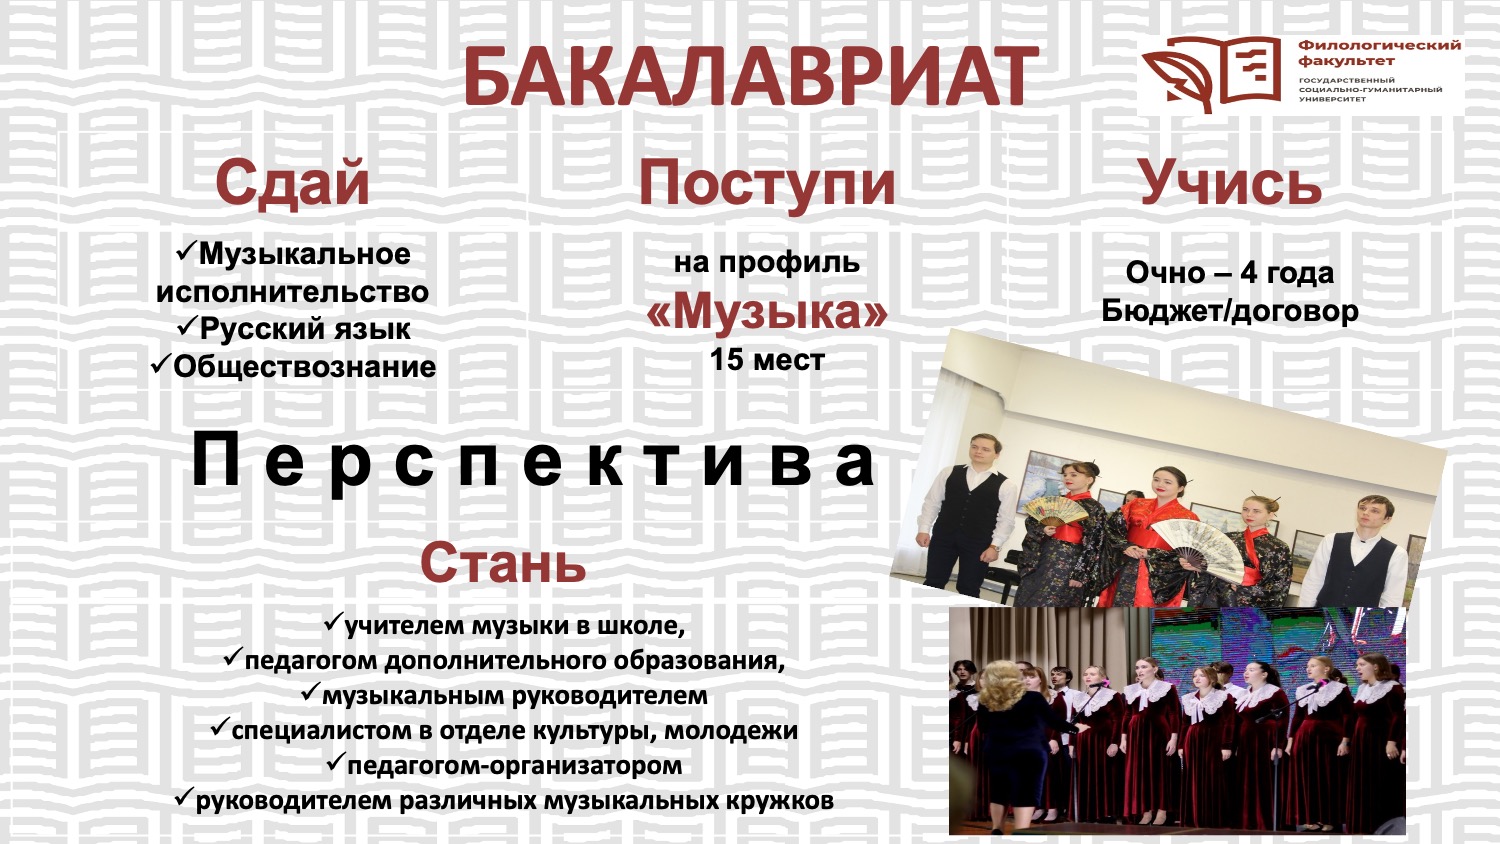 БАКАЛАВРИАТ
Филологический
факультет
ГОСУДАРСТВЕННЫЙ
СОЦИАЛЬНО-ГУМАНИТАРНЫЙ
УНИВЕРСИТЕТ
Сдай
✓Музыкальное
исполнительство
✓Русский язык
✓Обществознание
Поступи
на профиль
«Музыка»
15 мест
Учись
Очно – 4 года
Бюджет/договор
П е р с п е к т и в а
Стань
✓учителем музыки в школе,
✓педагогом дополнительного образования,
✓музыкальным руководителем
✓специалистом в отделе культуры, молодежи
✓педагогом-организатором
✓руководителем различных музыкальных кружков